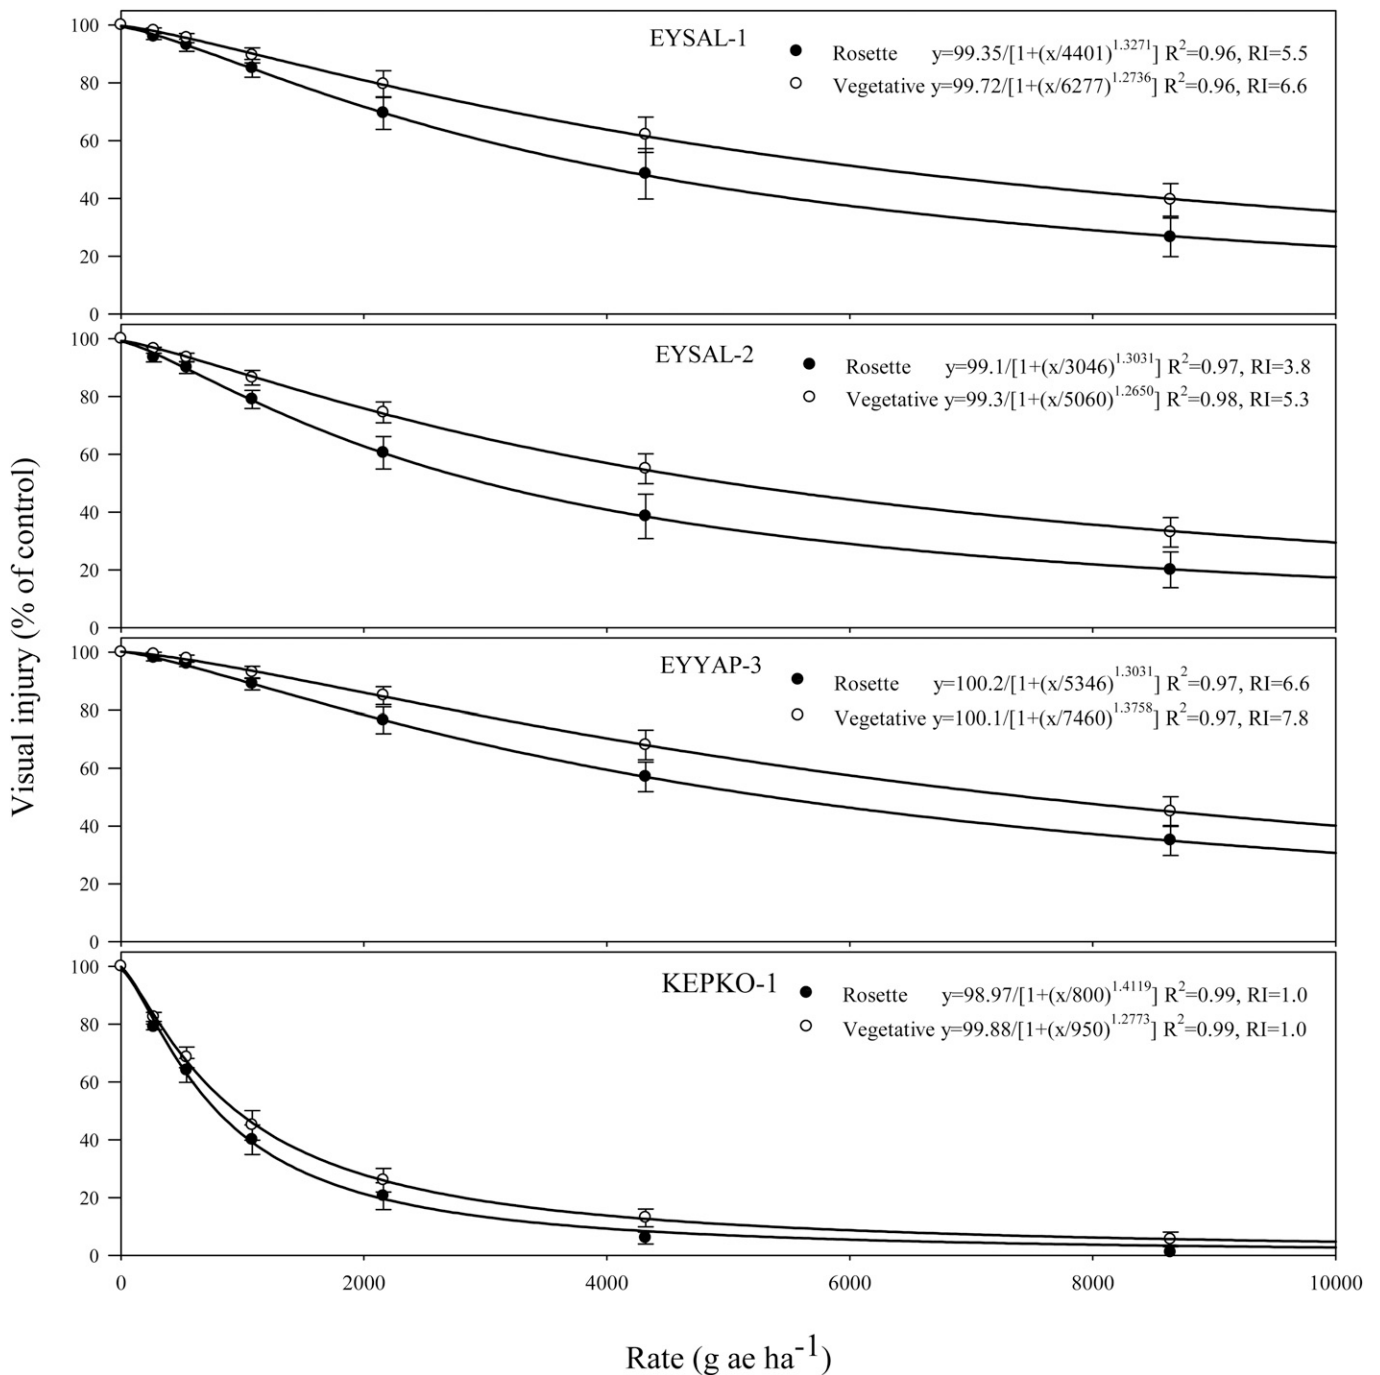 Visual injury (% of control)
100
80
60
40
20
0
EYSAL-1
Rosette y=99.35/[1+(x/4401)^1.3271] R²=0.96, RI=5.5
Vegetative y=99.72/[1+(x/6277)^1.2736] R²=0.96, RI=6.6
100
80
60
40
20
0
EYSAL-2
Rosette y=99.1/[1+(x/3046)^1.3031] R²=0.97, RI=3.8
Vegetative y=99.3/[1+(x/5060)^1.2650] R²=0.98, RI=5.3
100
80
60
40
20
0
EYYAP-3
Rosette y=100.2/[1+(x/5346)^1.3031] R²=0.97, RI=6.6
Vegetative y=100.1/[1+(x/7460)^1.3758] R²=0.97, RI=7.8
100
80
60
40
20
0
KEPKO-1
Rosette y=98.97/[1+(x/800)^1.4119] R²=0.99, RI=1.0
Vegetative y=99.88/[1+(x/950)^1.2773] R²=0.99, RI=1.0
0 2000 4000 6000 8000 10000
Rate (g ae ha⁻¹)